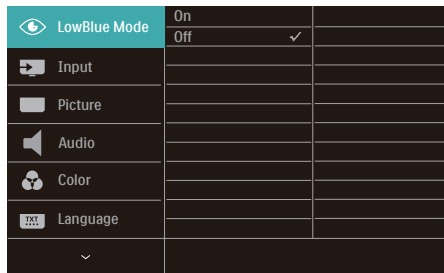 LowBlue Mode
On
Off
Input
Picture
Audio
Color
TXT
Language